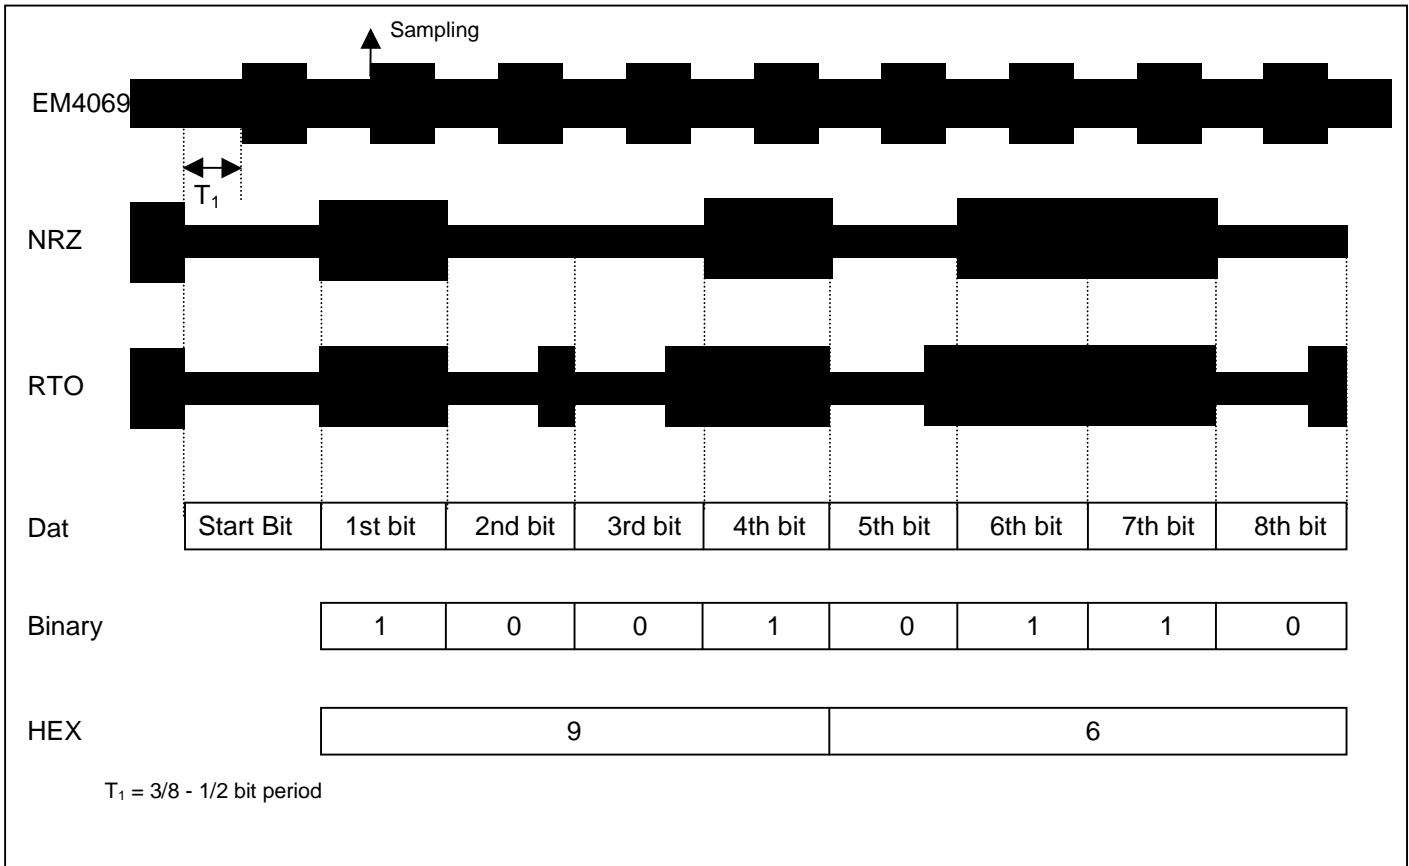 Sampling
EM4069
T₁
NRZ
RTO
Dat Start Bit 1st bit 2nd bit 3rd bit 4th bit 5th bit 6th bit 7th bit 8th bit
Binary 1 0 0 1 0 1 1 0
HEX 9 6
T₁ = 3/8 - 1/2 bit period